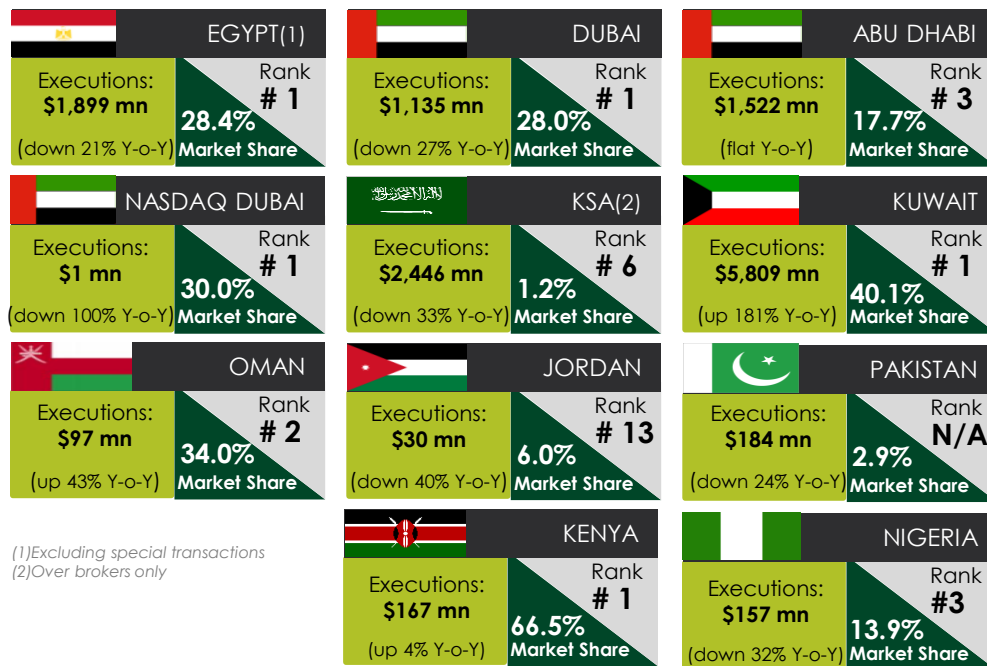 EGYPT(1)
Executions:
$1,899 mn
(down 21% Y-o-Y)
Rank
# 1
28.4%
Market Share
DUBAI
Executions:
$1,135 mn
(down 27% Y-o-Y)
Rank
# 1
28.0%
Market Share
ABU DHABI
Executions:
$1,522 mn
(flat Y-o-Y)
Rank
# 3
17.7%
Market Share
NASDAQ DUBAI
Executions:
$1 mn
(down 100% Y-o-Y)
Rank
# 1
30.0%
Market Share
KSA(2)
Executions:
$2,446 mn
(down 33% Y-o-Y)
Rank
# 6
1.2%
Market Share
KUWAIT
Executions:
$5,809 mn
(up 181% Y-o-Y)
Rank
# 1
40.1%
Market Share
OMAN
Executions:
$97 mn
(up 43% Y-o-Y)
Rank
# 2
34.0%
Market Share
JORDAN
Executions:
$30 mn
(down 40% Y-o-Y)
Rank
# 13
6.0%
Market Share
PAKISTAN
Executions:
$184 mn
(down 24% Y-o-Y)
Rank
N/A
2.9%
Market Share
(1)Excluding special transactions
(2)Over brokers only
KENYA
Executions:
$167 mn
(up 4% Y-o-Y)
Rank
# 1
66.5%
Market Share
NIGERIA
Executions:
$157 mn
(down 32% Y-o-Y)
Rank
#3
13.9%
Market Share